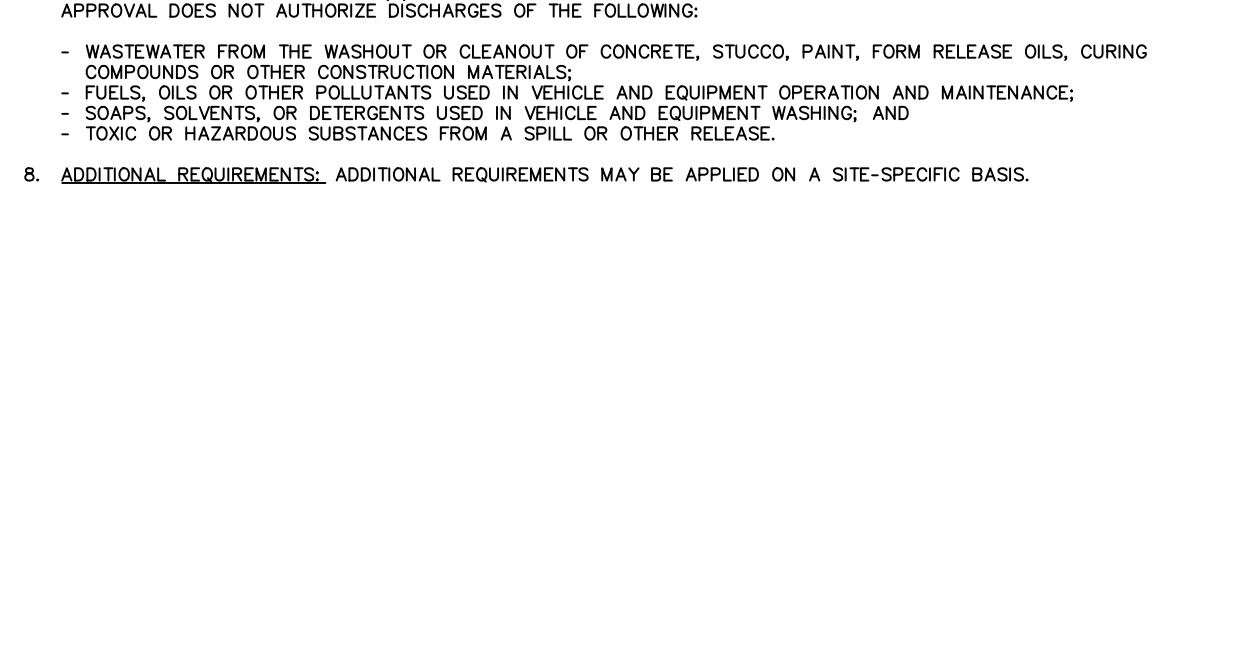 APPROVAL DOES NOT AUTHORIZE DISCHARGES OF THE FOLLOWING:
- WASTEWATER FROM THE WASHOUT OR CLEANOUT OF CONCRETE, STUCCO, PAINT, FORM RELEASE OILS, CURING
COMPOUNDS OR OTHER CONSTRUCTION MATERIALS;
- FUELS, OILS OR OTHER POLLUTANTS USED IN VEHICLE AND EQUIPMENT OPERATION AND MAINTENANCE;
- SOAPS, SOLVENTS, OR DETERGENTS USED IN VEHICLE AND EQUIPMENT WASHING; AND
- TOXIC OR HAZARDOUS SUBSTANCES FROM A SPILL OR OTHER RELEASE.
8. ADDITIONAL REQUIREMENTS: ADDITIONAL REQUIREMENTS MAY BE APPLIED ON A SITE-SPECIFIC BASIS.